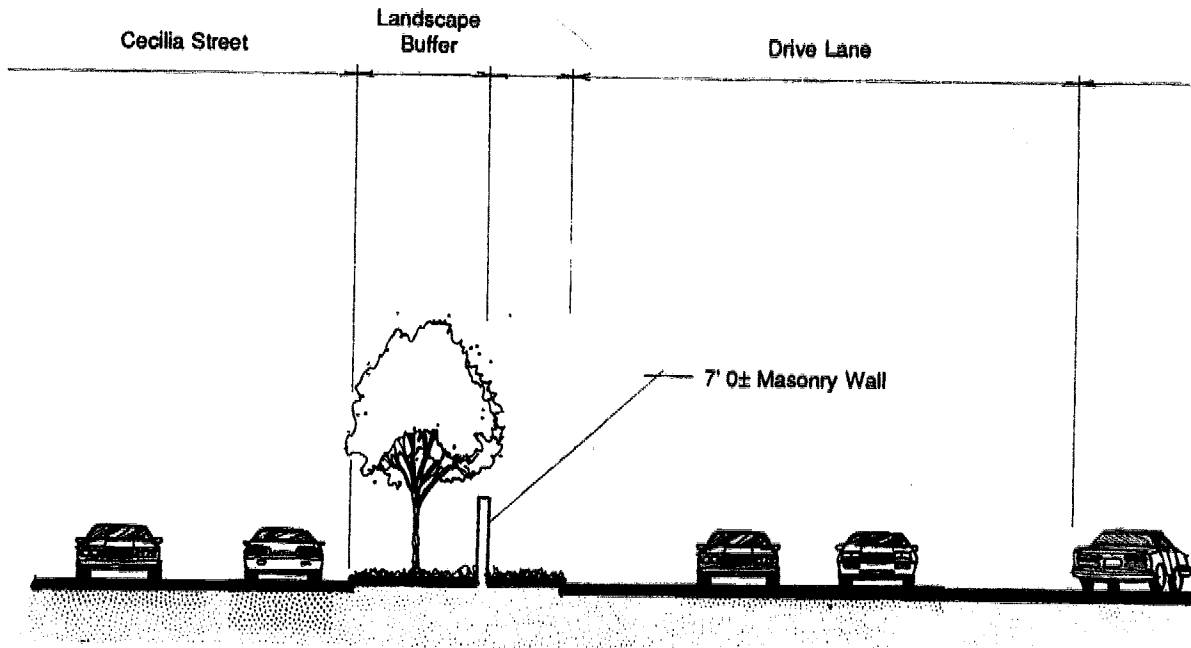 Cecilia Street
Landscape
Buffer
Drive Lane
7' 0± Masonry Wall